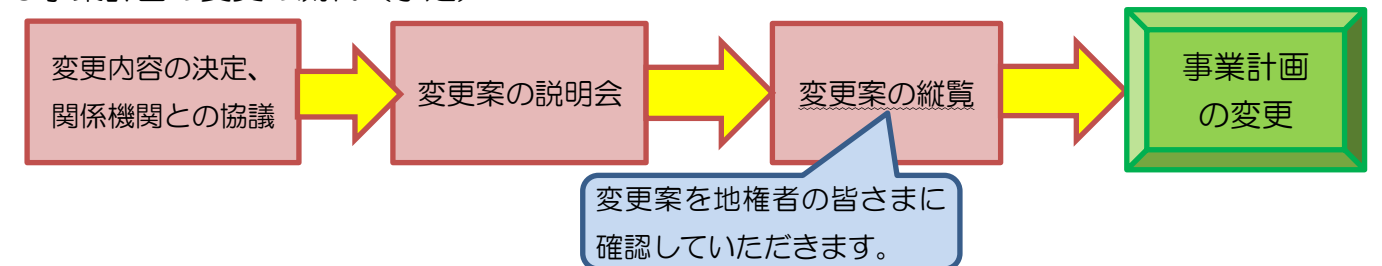 変更内容の決定、
関係機関との協議
変更案の説明会
変更案の縦覧
事業計画
の変更
変更案を地権者の皆さまに
確認していただきます。